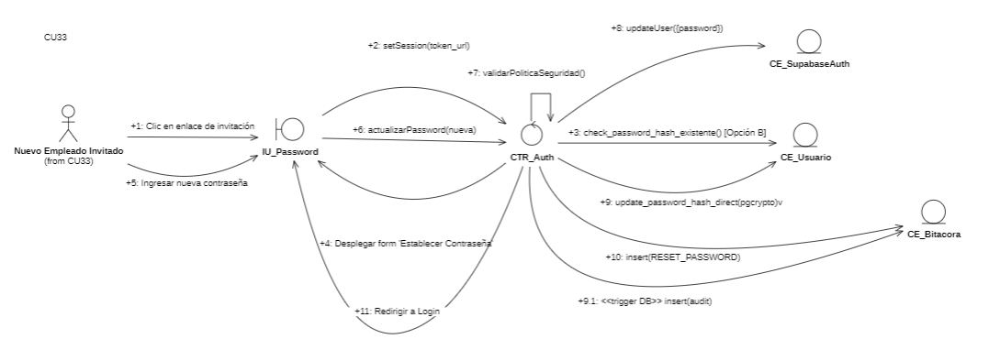 CU33
+8: updateUser({password})
+2: setSession(token_url)
+7: validarPoliticaSeguridad()
CE_SupabaseAuth
+1: Clic en enlace de invitación
+6: actualizarPassword(nueva)
+3: check_password_hash_existente() [Opción B]
Nuevo Empleado Invitado
(from CU33)
IU_Password
CTR_Auth
CE_Usuario
+5: Ingresar nueva contraseña
+9: update_password_hash_direct(pgcrypto)v
CE_Bitacora
+4: Desplegar form 'Establecer Contraseña'
+10: insert(RESET_PASSWORD)
+9.1: <<trigger DB>> insert(audit)
+11: Redirigir a Login